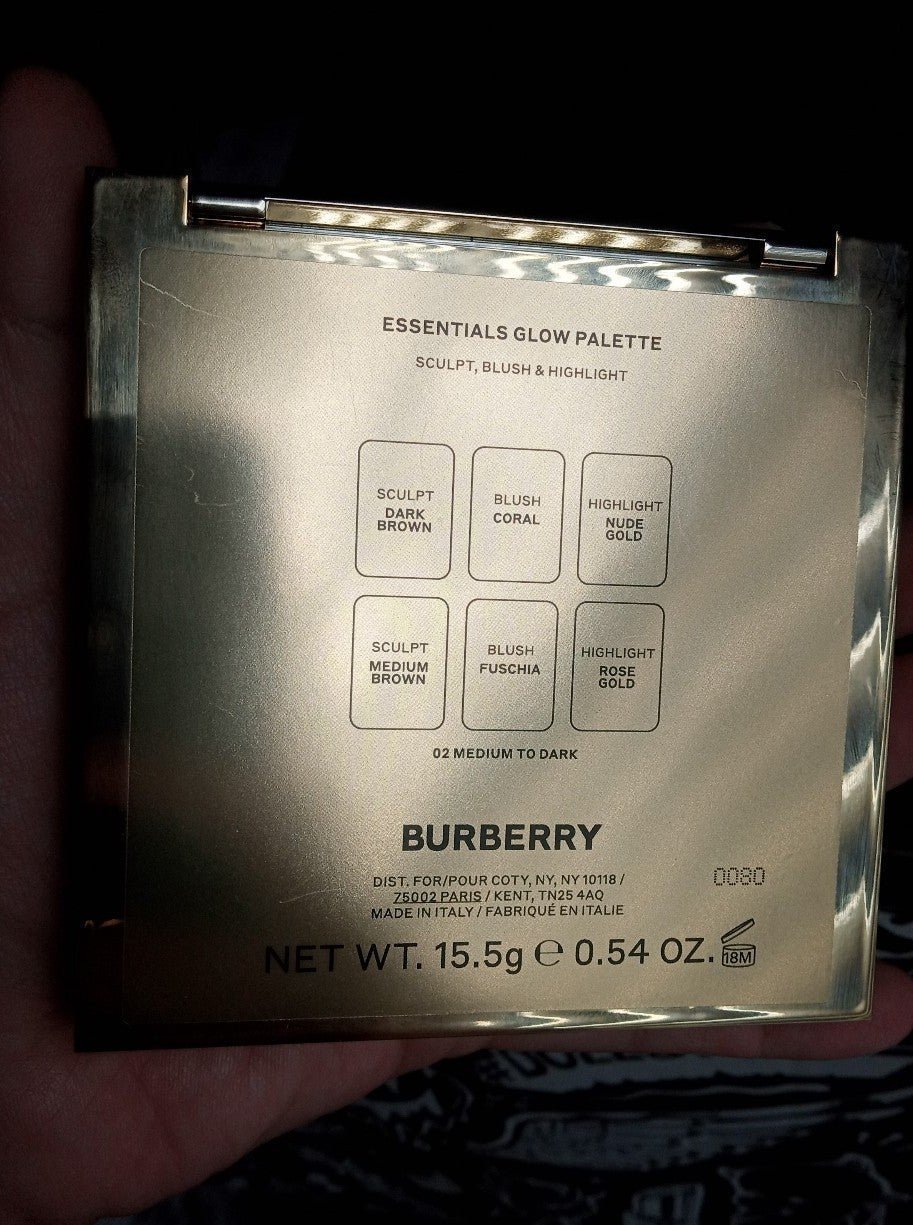 ESSENTIALS GLOW PALETTE
SCULPT, BLUSH & HIGHLIGHT
SCULPT
DARK
BROWN
BLUSH
CORAL
HIGHLIGHT
NUDE
GOLD
SCULPT
MEDIUM
BROWN
BLUSH
FUSCHIA
HIGHLIGHT
ROSE
GOLD
02 MEDIUM TO DARK
BURBERRY
DIST. FOR/POUR COTY, NY, NY 10118 /
75002 PARIS / KENT, TN25 4AQ
MADE IN ITALY / FABRIQUÉ EN ITALIE
0080
NET WT. 15.5g ℮ 0.54 OZ.
18M